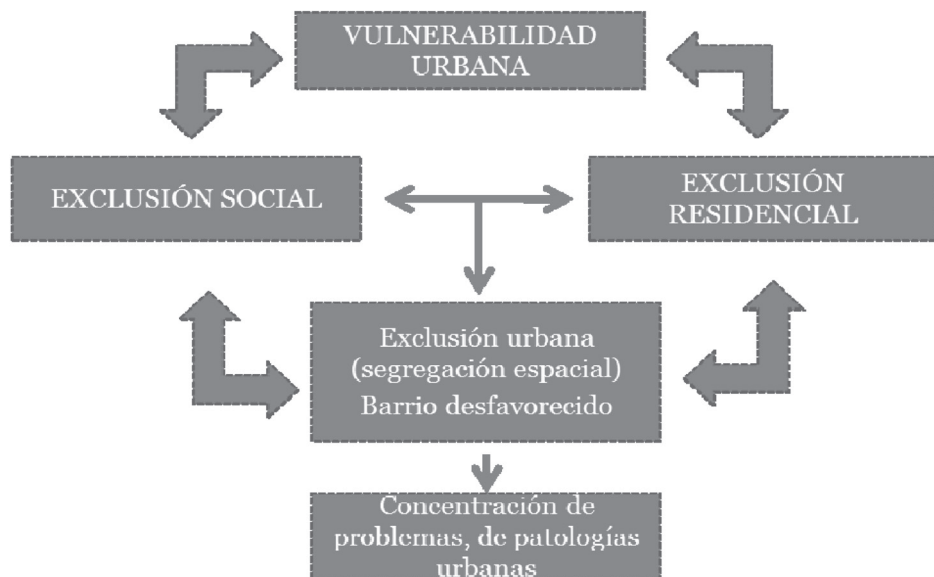 VULNERABILIDAD
URBANA
EXCLUSIÓN SOCIAL
EXCLUSIÓN
RESIDENCIAL
Exclusión urbana
(segregación espacial)
Barrio desfavorecido
Concentración de
problemas, de patologías
urbanas